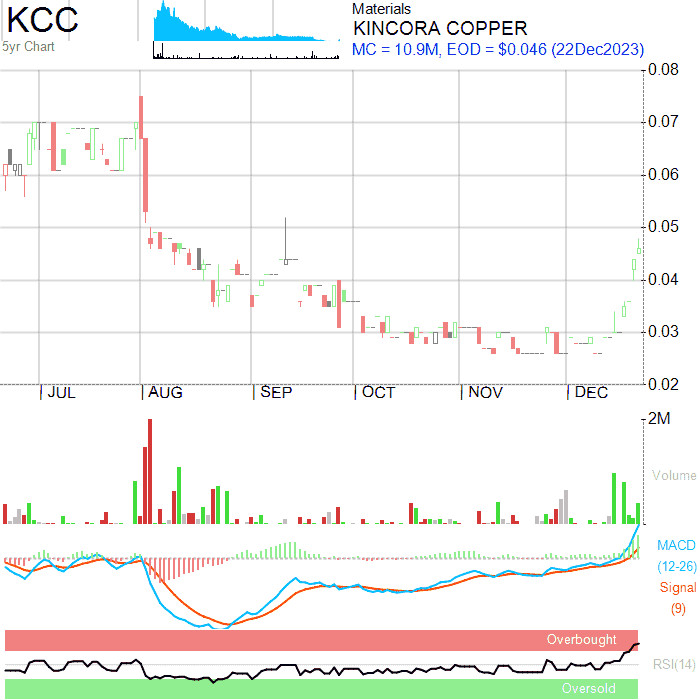 KCC
5yr Chart
Materials
KINCORA COPPER
MC = 10.9M, EOD = $0.046 (22Dec2023)
0.08
0.07
0.06
0.05
0.04
0.03
0.02
JUL AUG SEP OCT NOV DEC
2M
Volume
MACD
(12-26)
Signal
(9)
Overbought
RSI(14)
Oversold